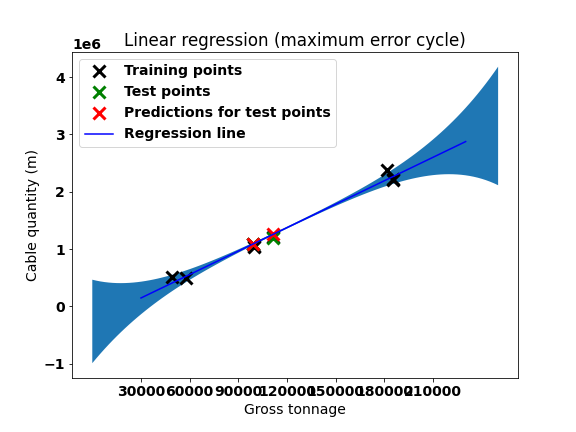 Linear regression (maximum error cycle)
1e6
Training points
Test points
Predictions for test points
Regression line
4
3
2
1
0
−1
Cable quantity (m)
30000 60000 90000 120000 150000 180000 210000
Gross tonnage